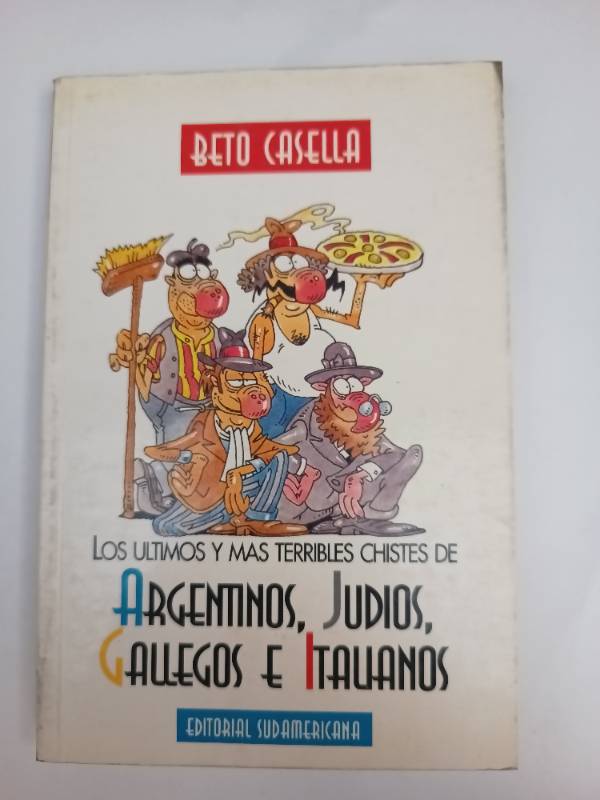 BETO CASELLA
LOS ULTIMOS Y MAS TERRIBLES CHISTES DE
ARGENTINOS, JUDIOS,
GALLEGOS E ITALIANOS
EDITORIAL SUDAMERICANA